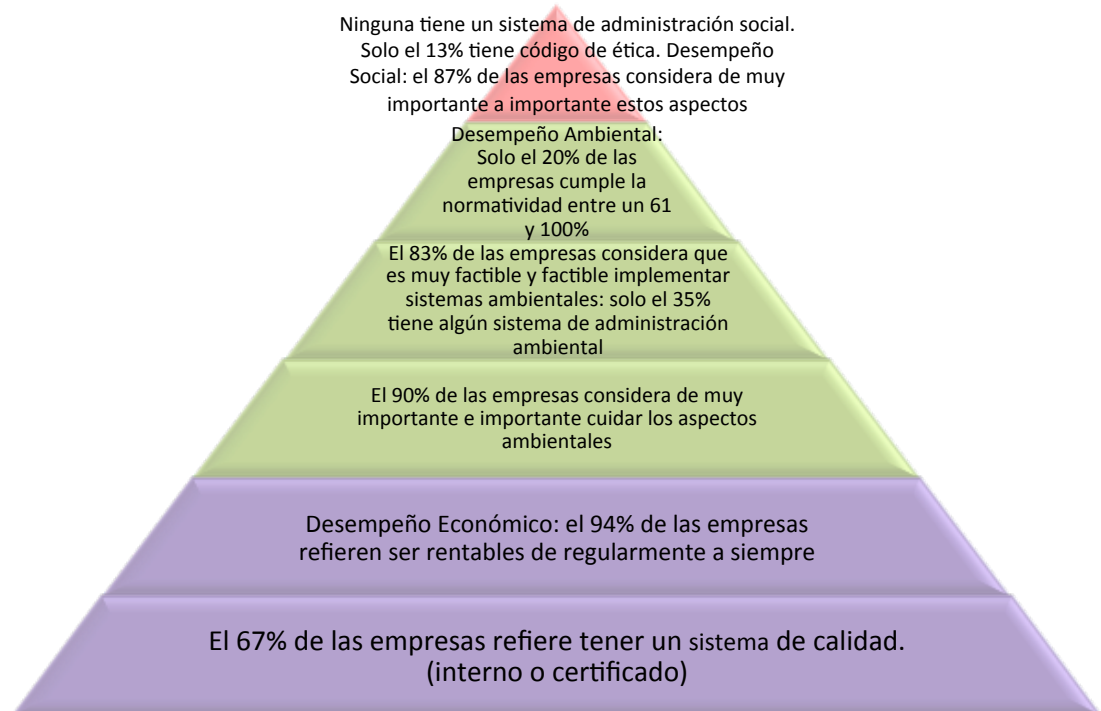 Ninguna tiene un sistema de administración social.
Solo el 13% tiene código de ética. Desempeño
Social: el 87% de las empresas considera de muy
importante a importante estos aspectos
Desempeño Ambiental:
Solo el 20% de las
empresas cumple la
normatividad entre un 61
y 100%
El 83% de las empresas considera que
es muy factible y factible implementar
sistemas ambientales: solo el 35%
tiene algún sistema de administración
ambiental
El 90% de las empresas considera de muy
importante e importante cuidar los aspectos
ambientales
Desempeño Económico: el 94% de las empresas
refieren ser rentables de regularmente a siempre
El 67% de las empresas refiere tener un sistema de calidad.
(interno o certificado)